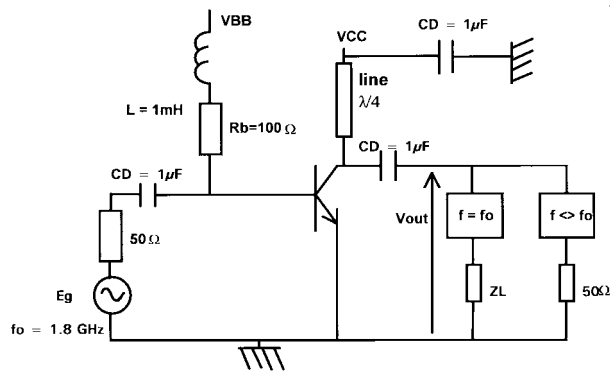 VBB
VCC
CD = 1µF
line
λ/4
L = 1mH
Rb=100 Ω
CD = 1µF
CD = 1µF
50Ω
Vout
f = fo
f <> fo
Eg
ZL
50Ω
fo = 1.8 GHz